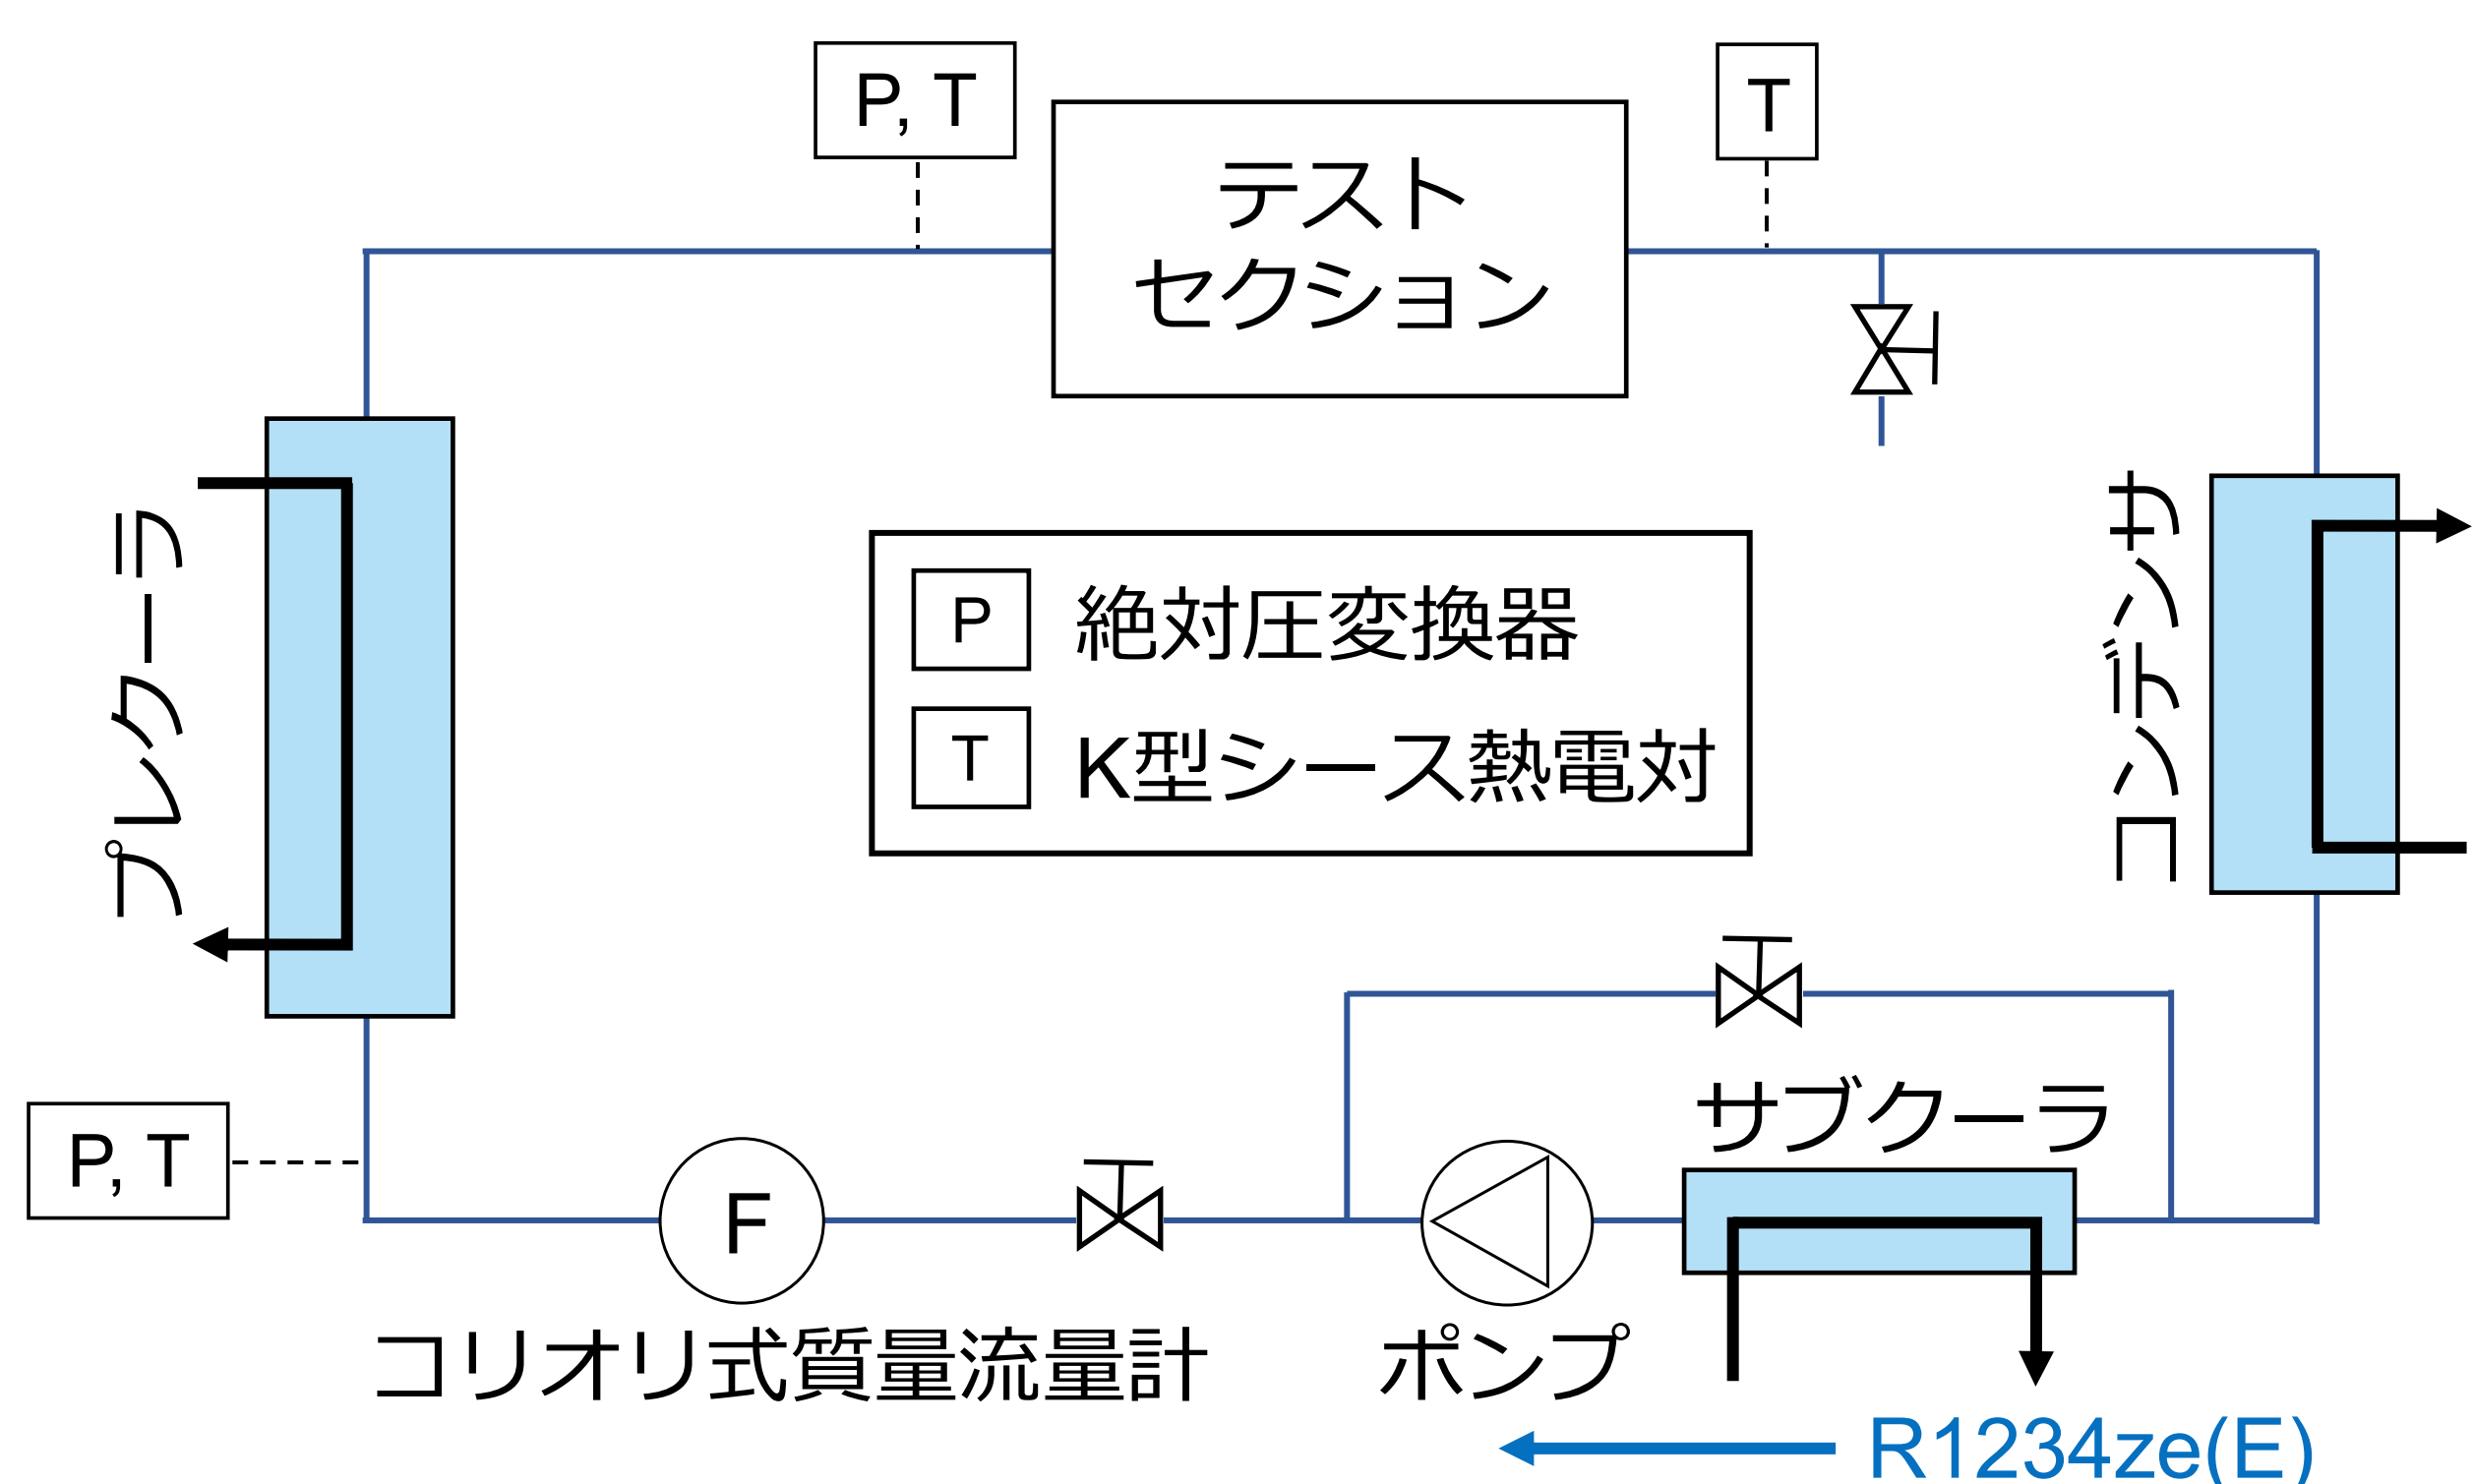 P, T
T
テスト
セクション
プレクーラ
P
絶対圧変換器
T
K型シース熱電対
コンデンサ
P, T
F
サブクーラ
コリオリ式質量流量計
ポンプ
R1234ze(E)